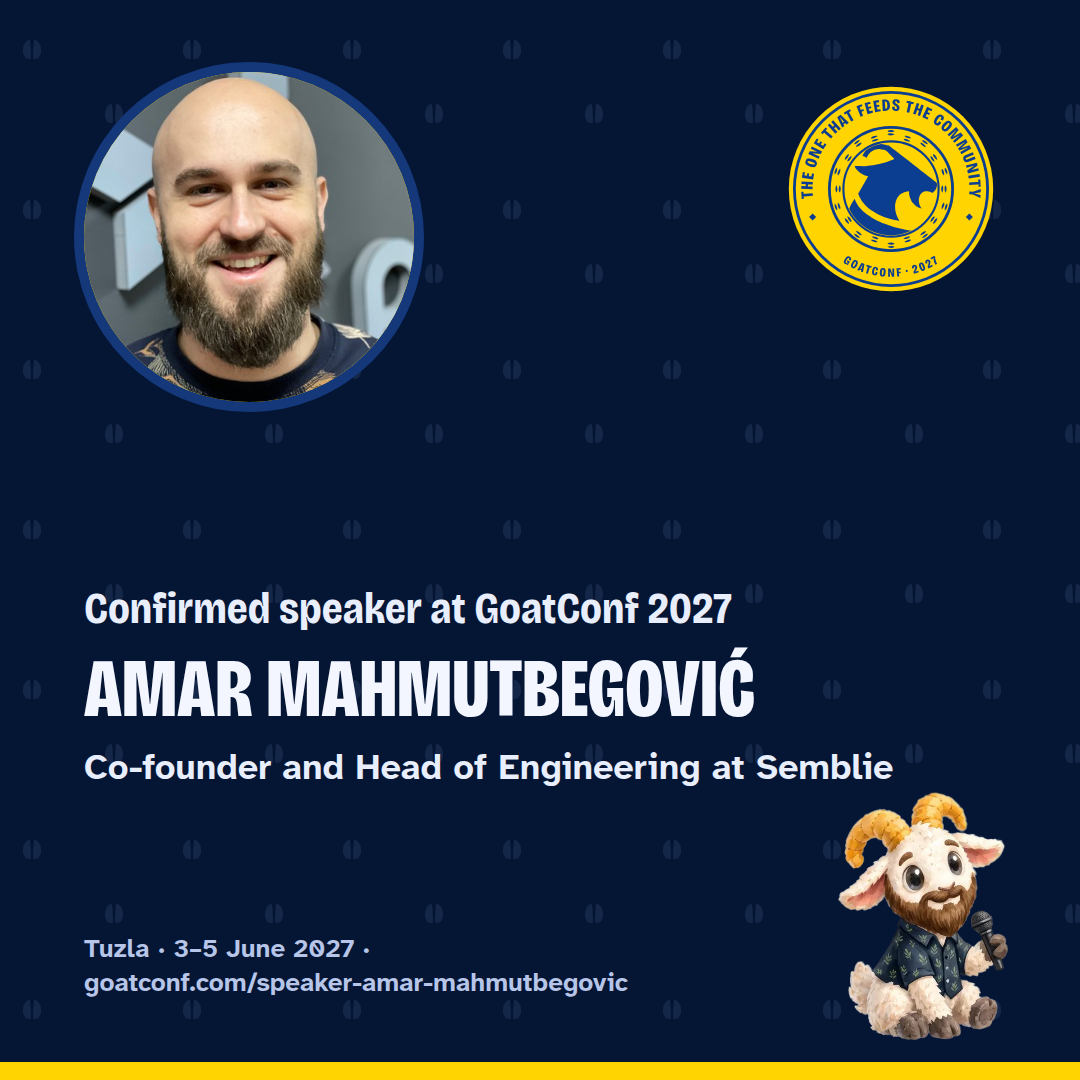 THE ONE THAT FEEDS THE COMMUNITY
GOATCONF · 2027
Confirmed speaker at GoatConf 2027
AMAR MAHMUTBEGOVIĆ
Co-founder and Head of Engineering at Semblie
Tuzla · 3–5 June 2027 ·
goatconf.com/speaker-amar-mahmutbegovic